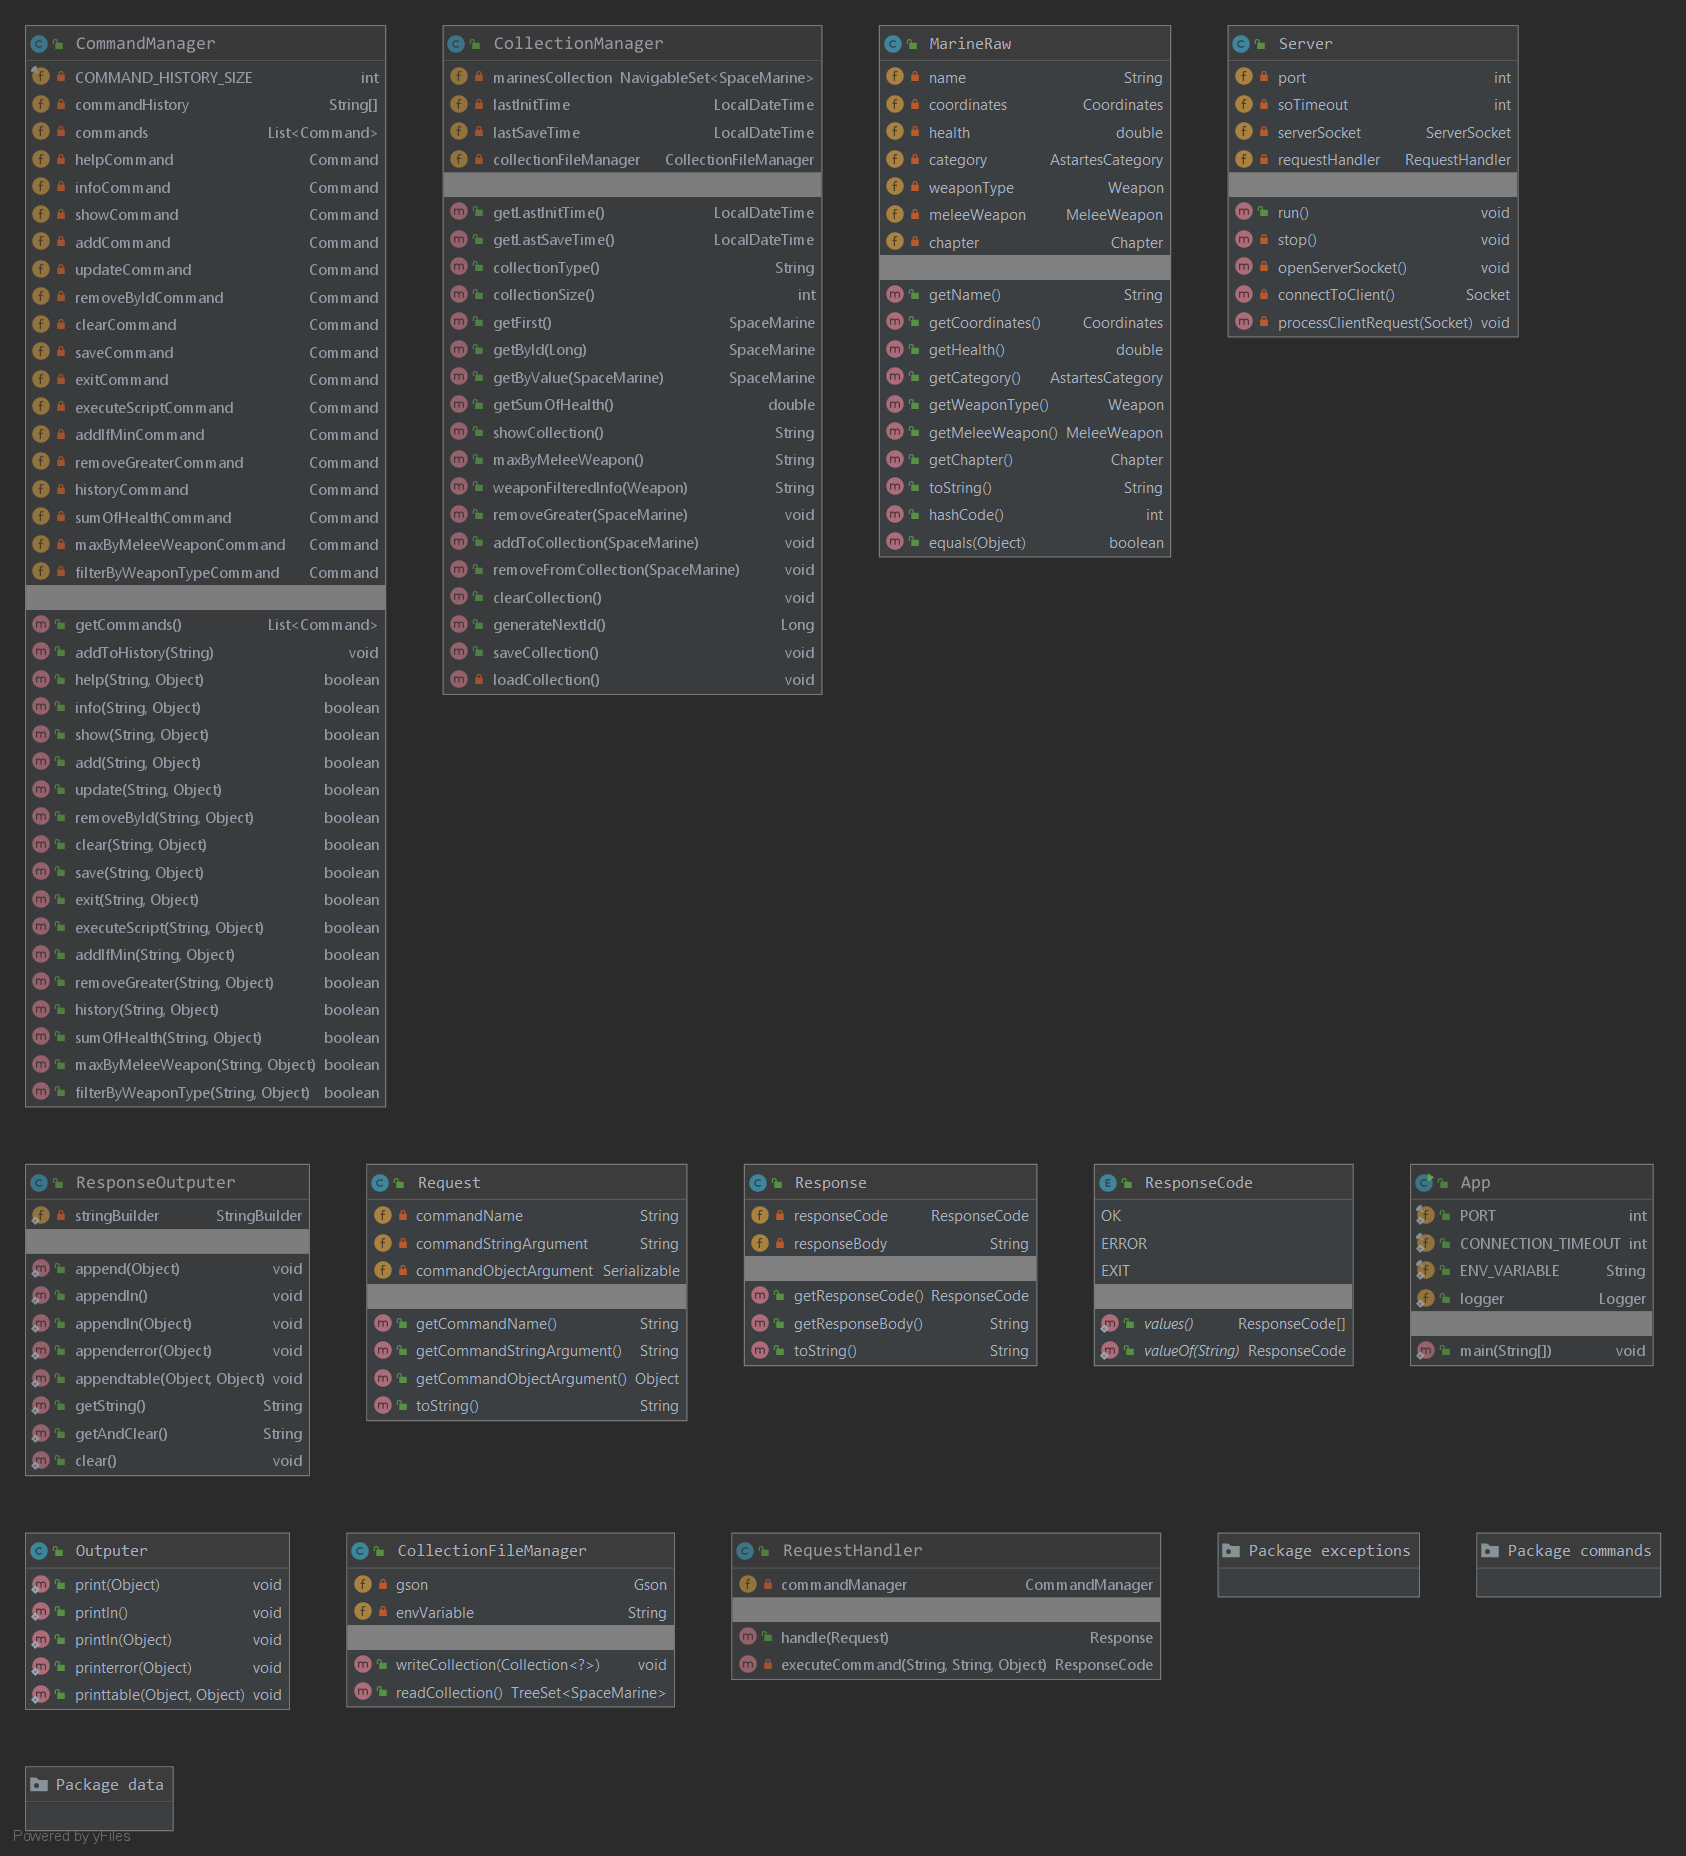 CommandManager
COMMAND_HISTORY_SIZE int
commandHistory String[]
commands List<Command>
helpCommand Command
infoCommand Command
showCommand Command
addCommand Command
updateCommand Command
removeByIdCommand Command
clearCommand Command
saveCommand Command
exitCommand Command
executeScriptCommand Command
addIfMinCommand Command
removeGreaterCommand Command
historyCommand Command
sumOfHealthCommand Command
maxByMeleeWeaponCommand Command
filterByWeaponTypeCommand Command
getCommands() List<Command>
addToHistory(String) void
help(String, Object) boolean
info(String, Object) boolean
show(String, Object) boolean
add(String, Object) boolean
update(String, Object) boolean
removeById(String, Object) boolean
clear(String, Object) boolean
save(String, Object) boolean
exit(String, Object) boolean
executeScript(String, Object) boolean
addIfMin(String, Object) boolean
removeGreater(String, Object) boolean
history(String, Object) boolean
sumOfHealth(String, Object) boolean
maxByMeleeWeapon(String, Object) boolean
filterByWeaponType(String, Object) boolean
CollectionManager
marinesCollection NavigableSet<SpaceMarine>
lastInitTime LocalDateTime
lastSaveTime LocalDateTime
collectionFileManager CollectionFileManager
getLastInitTime() LocalDateTime
getLastSaveTime() LocalDateTime
collectionType() String
collectionSize() int
getFirst() SpaceMarine
getById(Long) SpaceMarine
getByValue(SpaceMarine) SpaceMarine
getSumOfHealth() double
showCollection() String
maxByMeleeWeapon() String
weaponFilteredInfo(Weapon) String
removeGreater(SpaceMarine) void
addToCollection(SpaceMarine) void
removeFromCollection(SpaceMarine) void
clearCollection() void
generateNextId() Long
saveCollection() void
loadCollection() void
MarineRaw
name String
coordinates Coordinates
health double
category AstartesCategory
weaponType Weapon
meleeWeapon MeleeWeapon
chapter Chapter
getName() String
getCoordinates() Coordinates
getHealth() double
getCategory() AstartesCategory
getWeaponType() Weapon
getMeleeWeapon() MeleeWeapon
getChapter() Chapter
toString() String
hashCode() int
equals(Object) boolean
Server
port int
soTimeout int
serverSocket ServerSocket
requestHandler RequestHandler
run() void
stop() void
openServerSocket() void
connectToClient() Socket
processClientRequest(Socket) void
ResponseOutputer
stringBuilder StringBuilder
append(Object) void
appendln() void
appendln(Object) void
appenderror(Object) void
appendtable(Object, Object) void
getString() String
getAndClear() String
clear() void
Request
commandName String
commandStringArgument String
commandObjectArgument Serializable
getCommandName() String
getCommandStringArgument() String
getCommandObjectArgument() Object
toString() String
Response
responseCode ResponseCode
responseBody String
getResponseCode() ResponseCode
getResponseBody() String
toString() String
ResponseCode
OK
ERROR
EXIT
values() ResponseCode[]
valueOf(String) ResponseCode
App
PORT int
CONNECTION_TIMEOUT int
ENV_VARIABLE String
logger Logger
main(String[]) void
Outputer
print(Object) void
println() void
println(Object) void
printerror(Object) void
printtable(Object, Object) void
CollectionFileManager
gson Gson
envVariable String
writeCollection(Collection<?>) void
readCollection() TreeSet<SpaceMarine>
RequestHandler
commandManager CommandManager
handle(Request) Response
executeCommand(String, String, Object) ResponseCode
Package exceptions
Package commands
Package data
Powered by yFiles